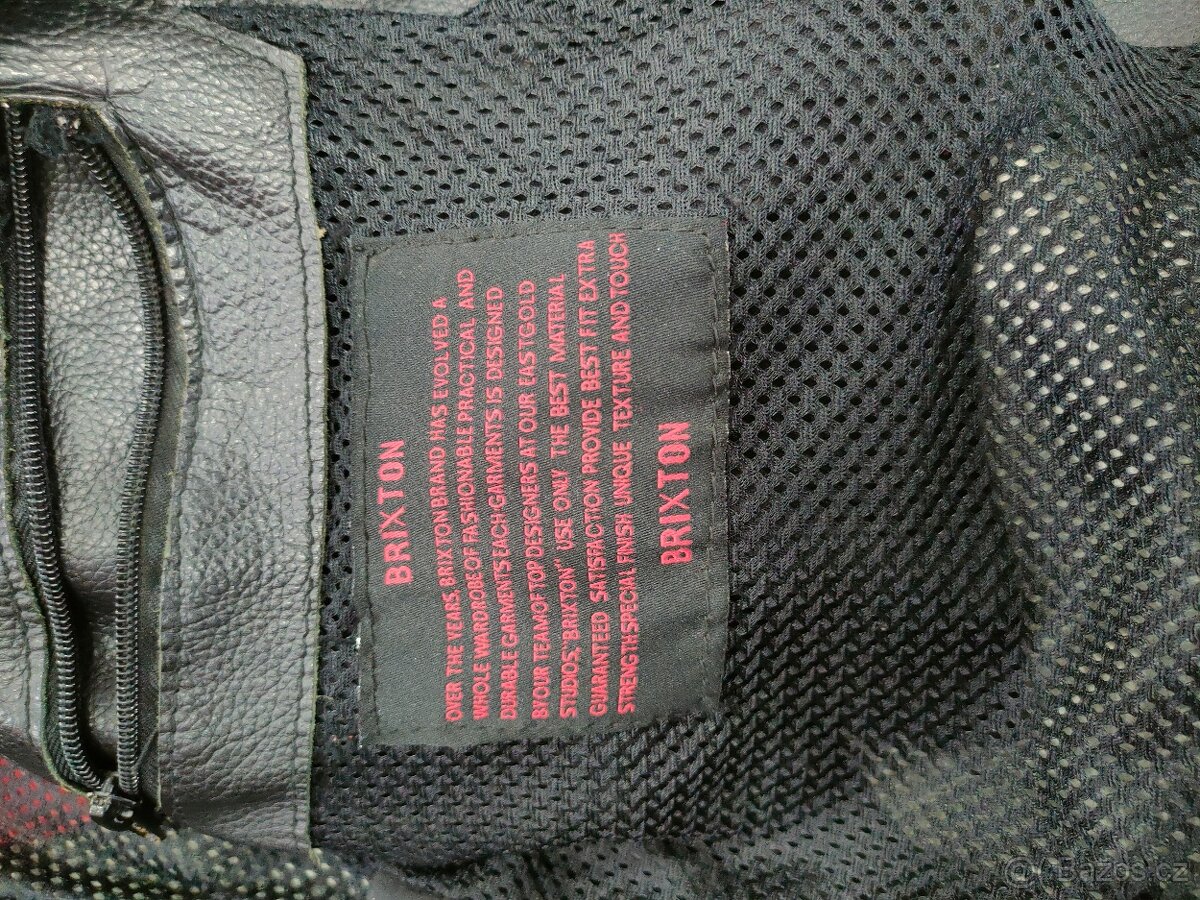 BRIXTON
OVER THE YEARS BRIXTON BRAND HAS EVOLVED A
WHOLE WARDROBE OF FASHIONABLE PRACTICAL AND
DURABLE GARMENTS EACH GARMENTS IS DESIGNED
BY OUR TEAM OF TOP DESIGNERS AT OUR EASTGOLD
STUDIOS, "BRIXTON" USE ONLY THE BEST MATERIAL
GUARANTEED SATISFACTION PROVIDE BEST FIT EXTRA
STRENGTH SPECIAL FINISH UNIQUE TEXTURE AND TOUCH
BRIXTON
Bazos.cz